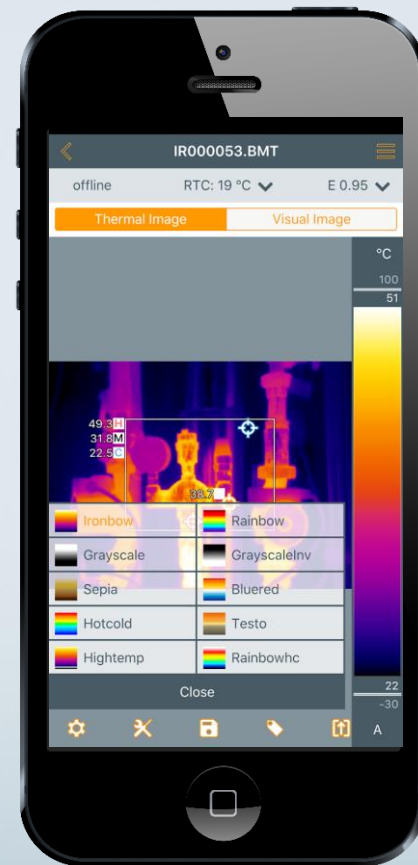 IR000053.BMT
offline RTC: 19 °C E 0.95
Thermal Image Visual Image
°C
100
51
49.3 H
31.8 M
22.5 C
38.7
Ironbow Rainbow
Grayscale GrayscaleInv
Sepia Bluered
Hotcold Testo
Hightemp Rainbowhc
Close
22
-30
A